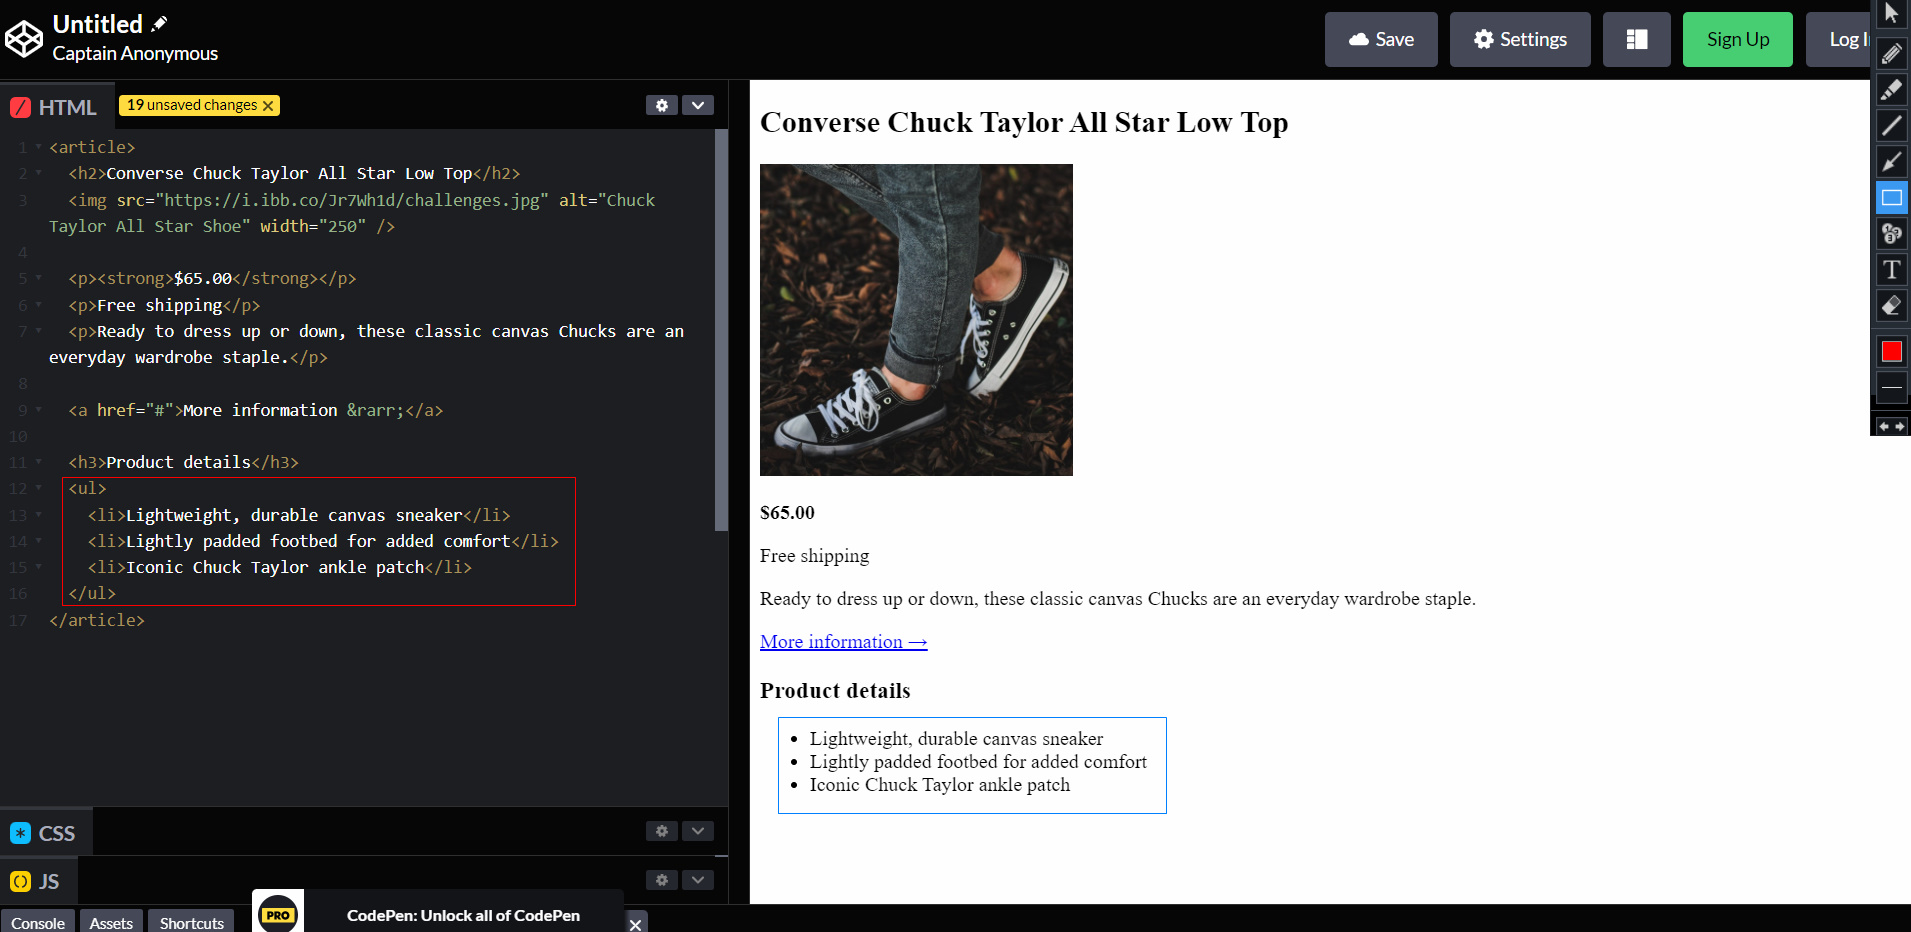 Untitled
Captain Anonymous
Save
Settings
Sign Up
Log I
HTML
19 unsaved changes
1 <article>
2 <h2>Converse Chuck Taylor All Star Low Top</h2>
3 <img src="https://i.ibb.co/Jr7Wh1d/challenges.jpg" alt="Chuck
Taylor All Star Shoe" width="250" />
4
5 <p><strong>$65.00</strong></p>
6 <p>Free shipping</p>
7 <p>Ready to dress up or down, these classic canvas Chucks are an
everyday wardrobe staple.</p>
8
9 <a href="#">More information &rarr;</a>
10
11 <h3>Product details</h3>
12 <ul>
13 <li>Lightweight, durable canvas sneaker</li>
14 <li>Lightly padded footbed for added comfort</li>
15 <li>Iconic Chuck Taylor ankle patch</li>
16 </ul>
17 </article>
CSS
JS
Console
Assets
Shortcuts
PRO
CodePen: Unlock all of CodePen
Converse Chuck Taylor All Star Low Top
$65.00
Free shipping
Ready to dress up or down, these classic canvas Chucks are an everyday wardrobe staple.
More information →
Product details
• Lightweight, durable canvas sneaker
• Lightly padded footbed for added comfort
• Iconic Chuck Taylor ankle patch
T